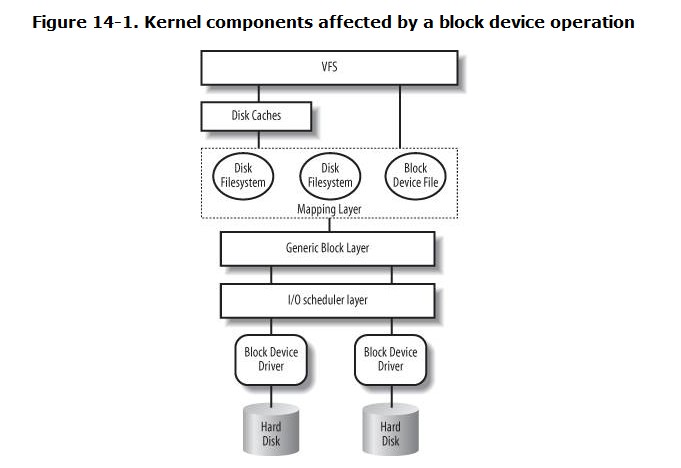 Figure 14-1. Kernel components affected by a block device operation
VFS
Disk Caches
Disk
Filesystem
Disk
Filesystem
Block
Device File
Mapping Layer
Generic Block Layer
I/O scheduler layer
Block Device
Driver
Block Device
Driver
Hard
Disk
Hard
Disk